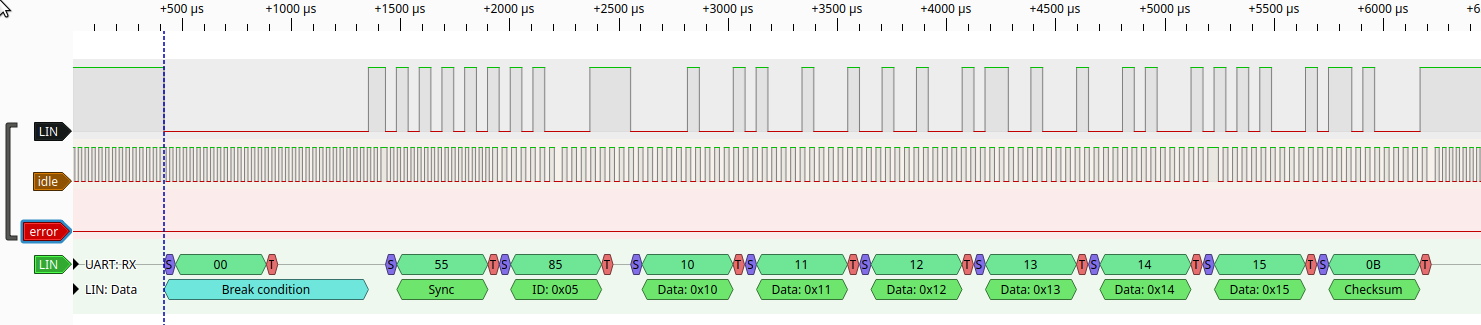 +500 µs +1000 µs +1500 µs +2000 µs +2500 µs +3000 µs +3500 µs +4000 µs +4500 µs +5000 µs +5500 µs +6000 µs +6
LIN
idle
error
LIN UART: RX S 00 T S 55 T S 85 T S 10 T S 11 T S 12 T S 13 T S 14 T S 15 T S 0B T
LIN: Data Break condition Sync ID: 0x05 Data: 0x10 Data: 0x11 Data: 0x12 Data: 0x13 Data: 0x14 Data: 0x15 Checksum